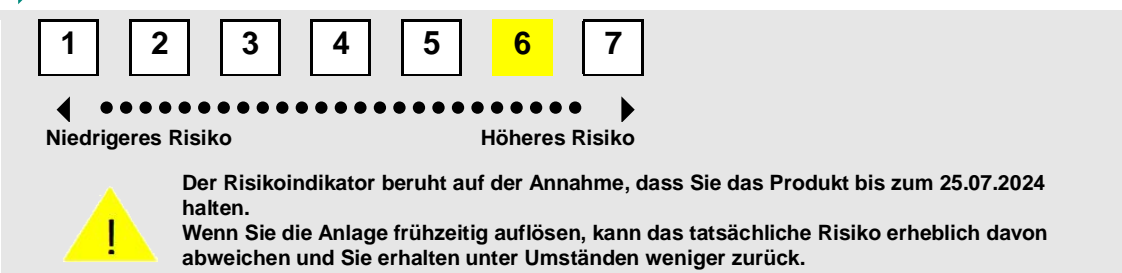 1 2 3 4 5 6 7
Niedrigeres Risiko Höheres Risiko
Der Risikoindikator beruht auf der Annahme, dass Sie das Produkt bis zum 25.07.2024
halten.
!
Wenn Sie die Anlage frühzeitig auflösen, kann das tatsächliche Risiko erheblich davon
abweichen und Sie erhalten unter Umständen weniger zurück.